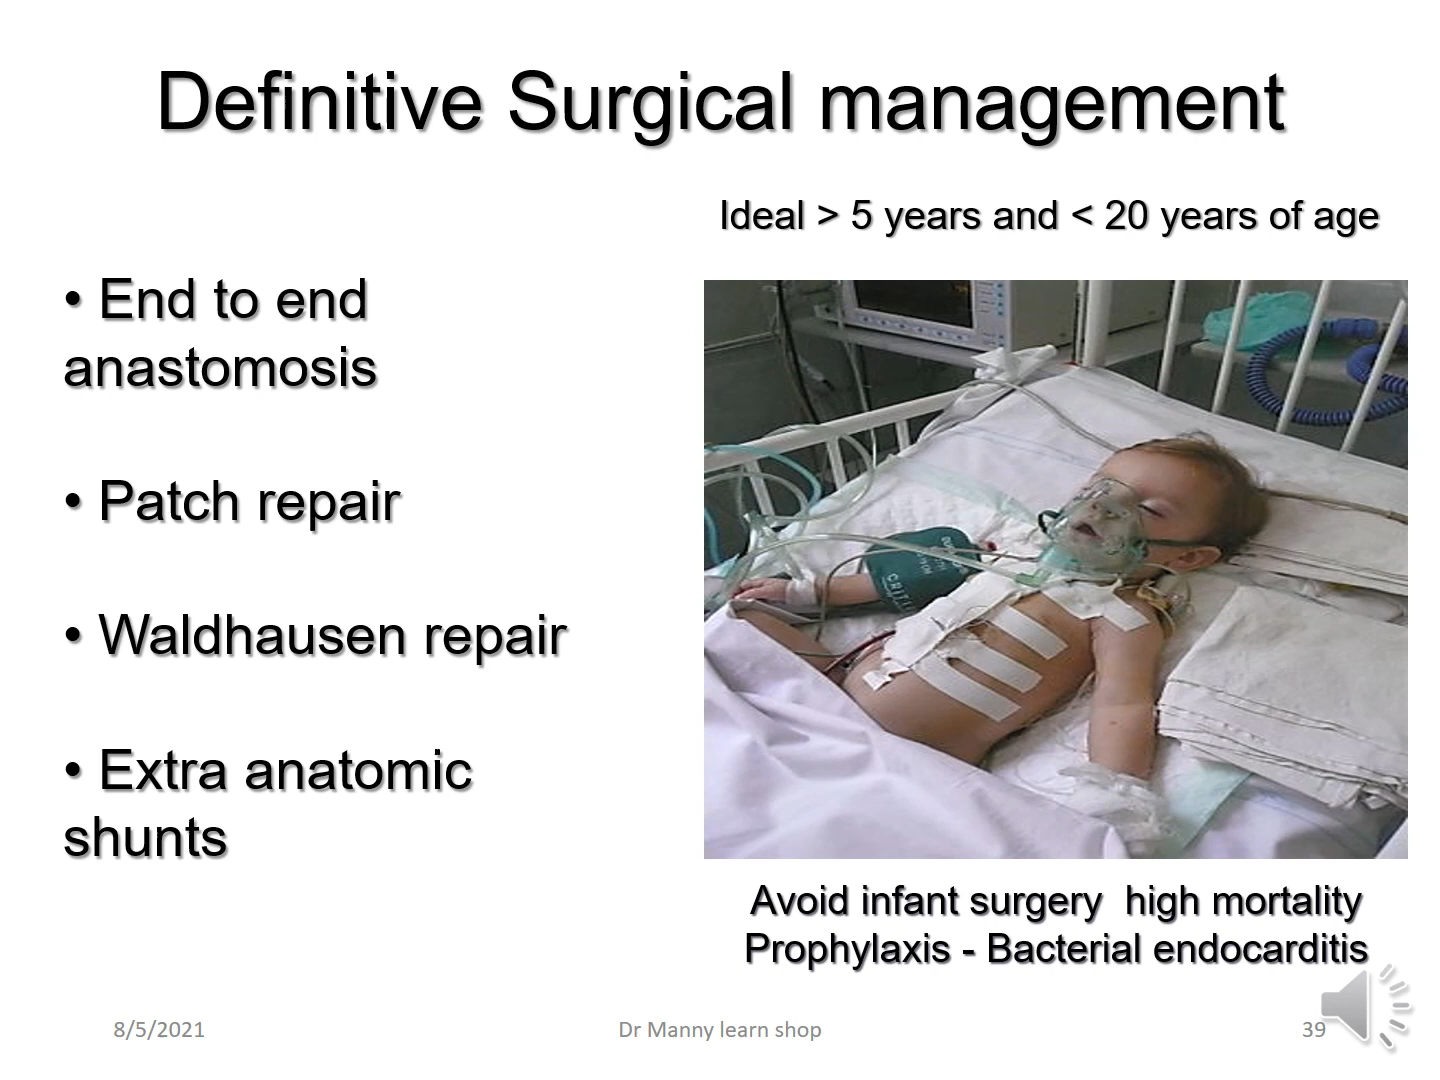 Definitive Surgical management
Ideal > 5 years and < 20 years of age
• End to end
anastomosis
• Patch repair
• Waldhausen repair
• Extra anatomic
shunts
CRITI
Avoid infant surgery  high mortality
Prophylaxis - Bacterial endocarditis
8/5/2021
Dr Manny learn shop
39